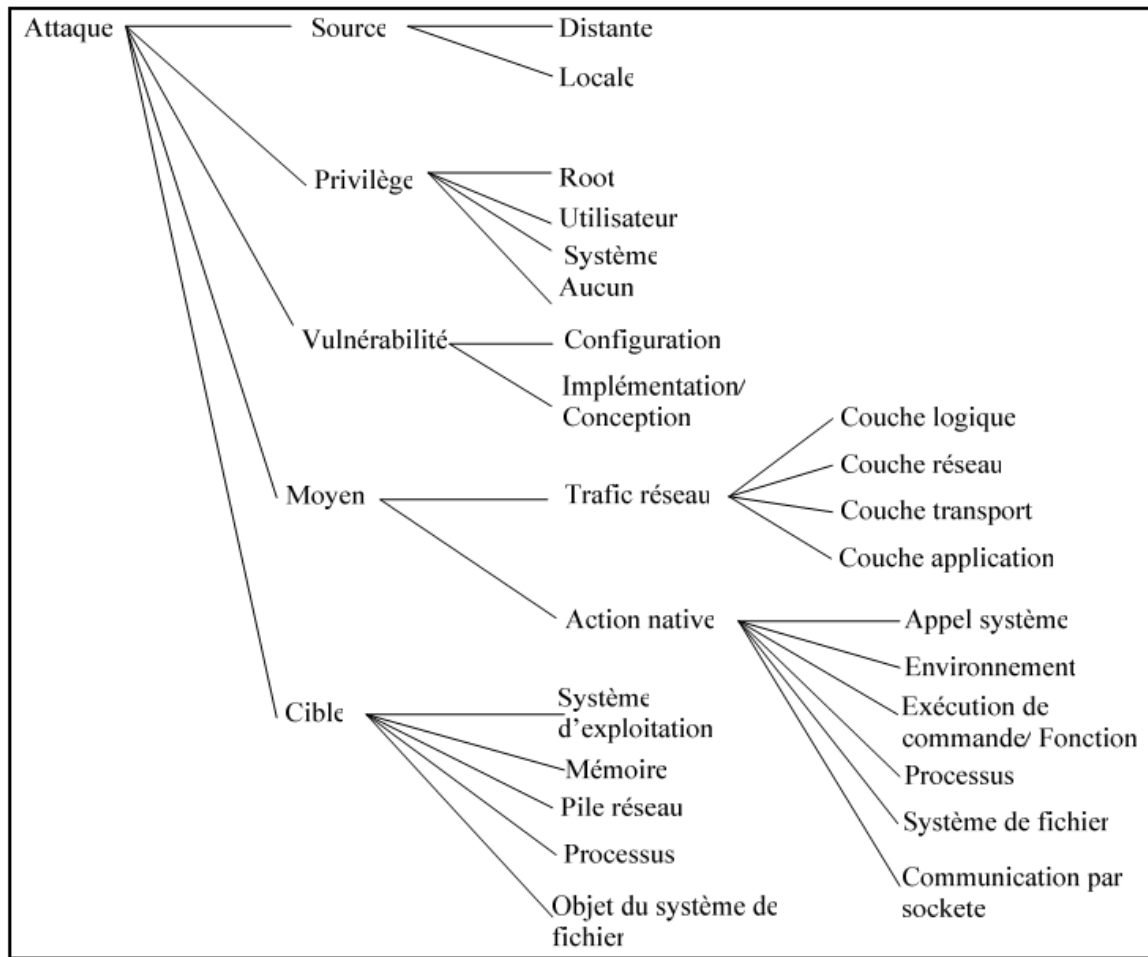 Attaque
Source
Distante
Locale
Privilège
Root
Utilisateur
Système
Aucun
Vulnérabilité
Configuration
Implémentation/
Conception
Moyen
Trafic réseau
Couche logique
Couche réseau
Couche transport
Couche application
Action native
Appel système
Environnement
Exécution de
commande/ Fonction
Processus
Système de fichier
Communication par
sockete
Cible
Système
d'exploitation
Mémoire
Pile réseau
Processus
Objet du système de
fichier